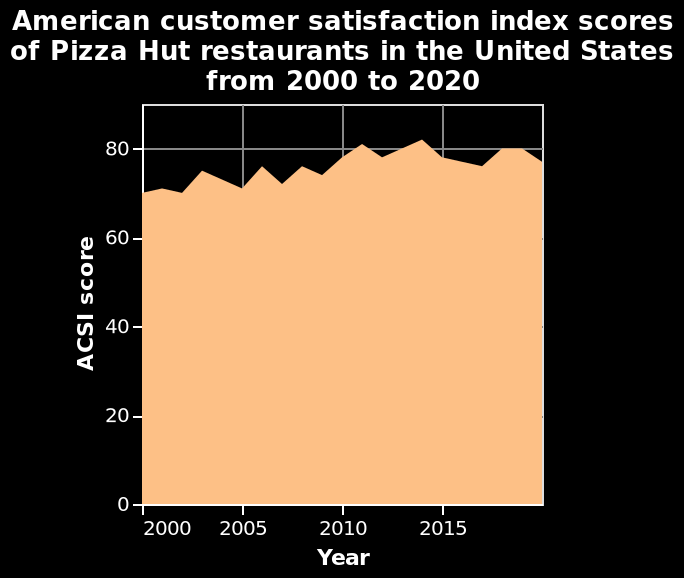 American customer satisfaction index scores
of Pizza Hut restaurants in the United States
from 2000 to 2020
80
60
40
20
0
ACSI score
2000 2005 2010 2015
Year